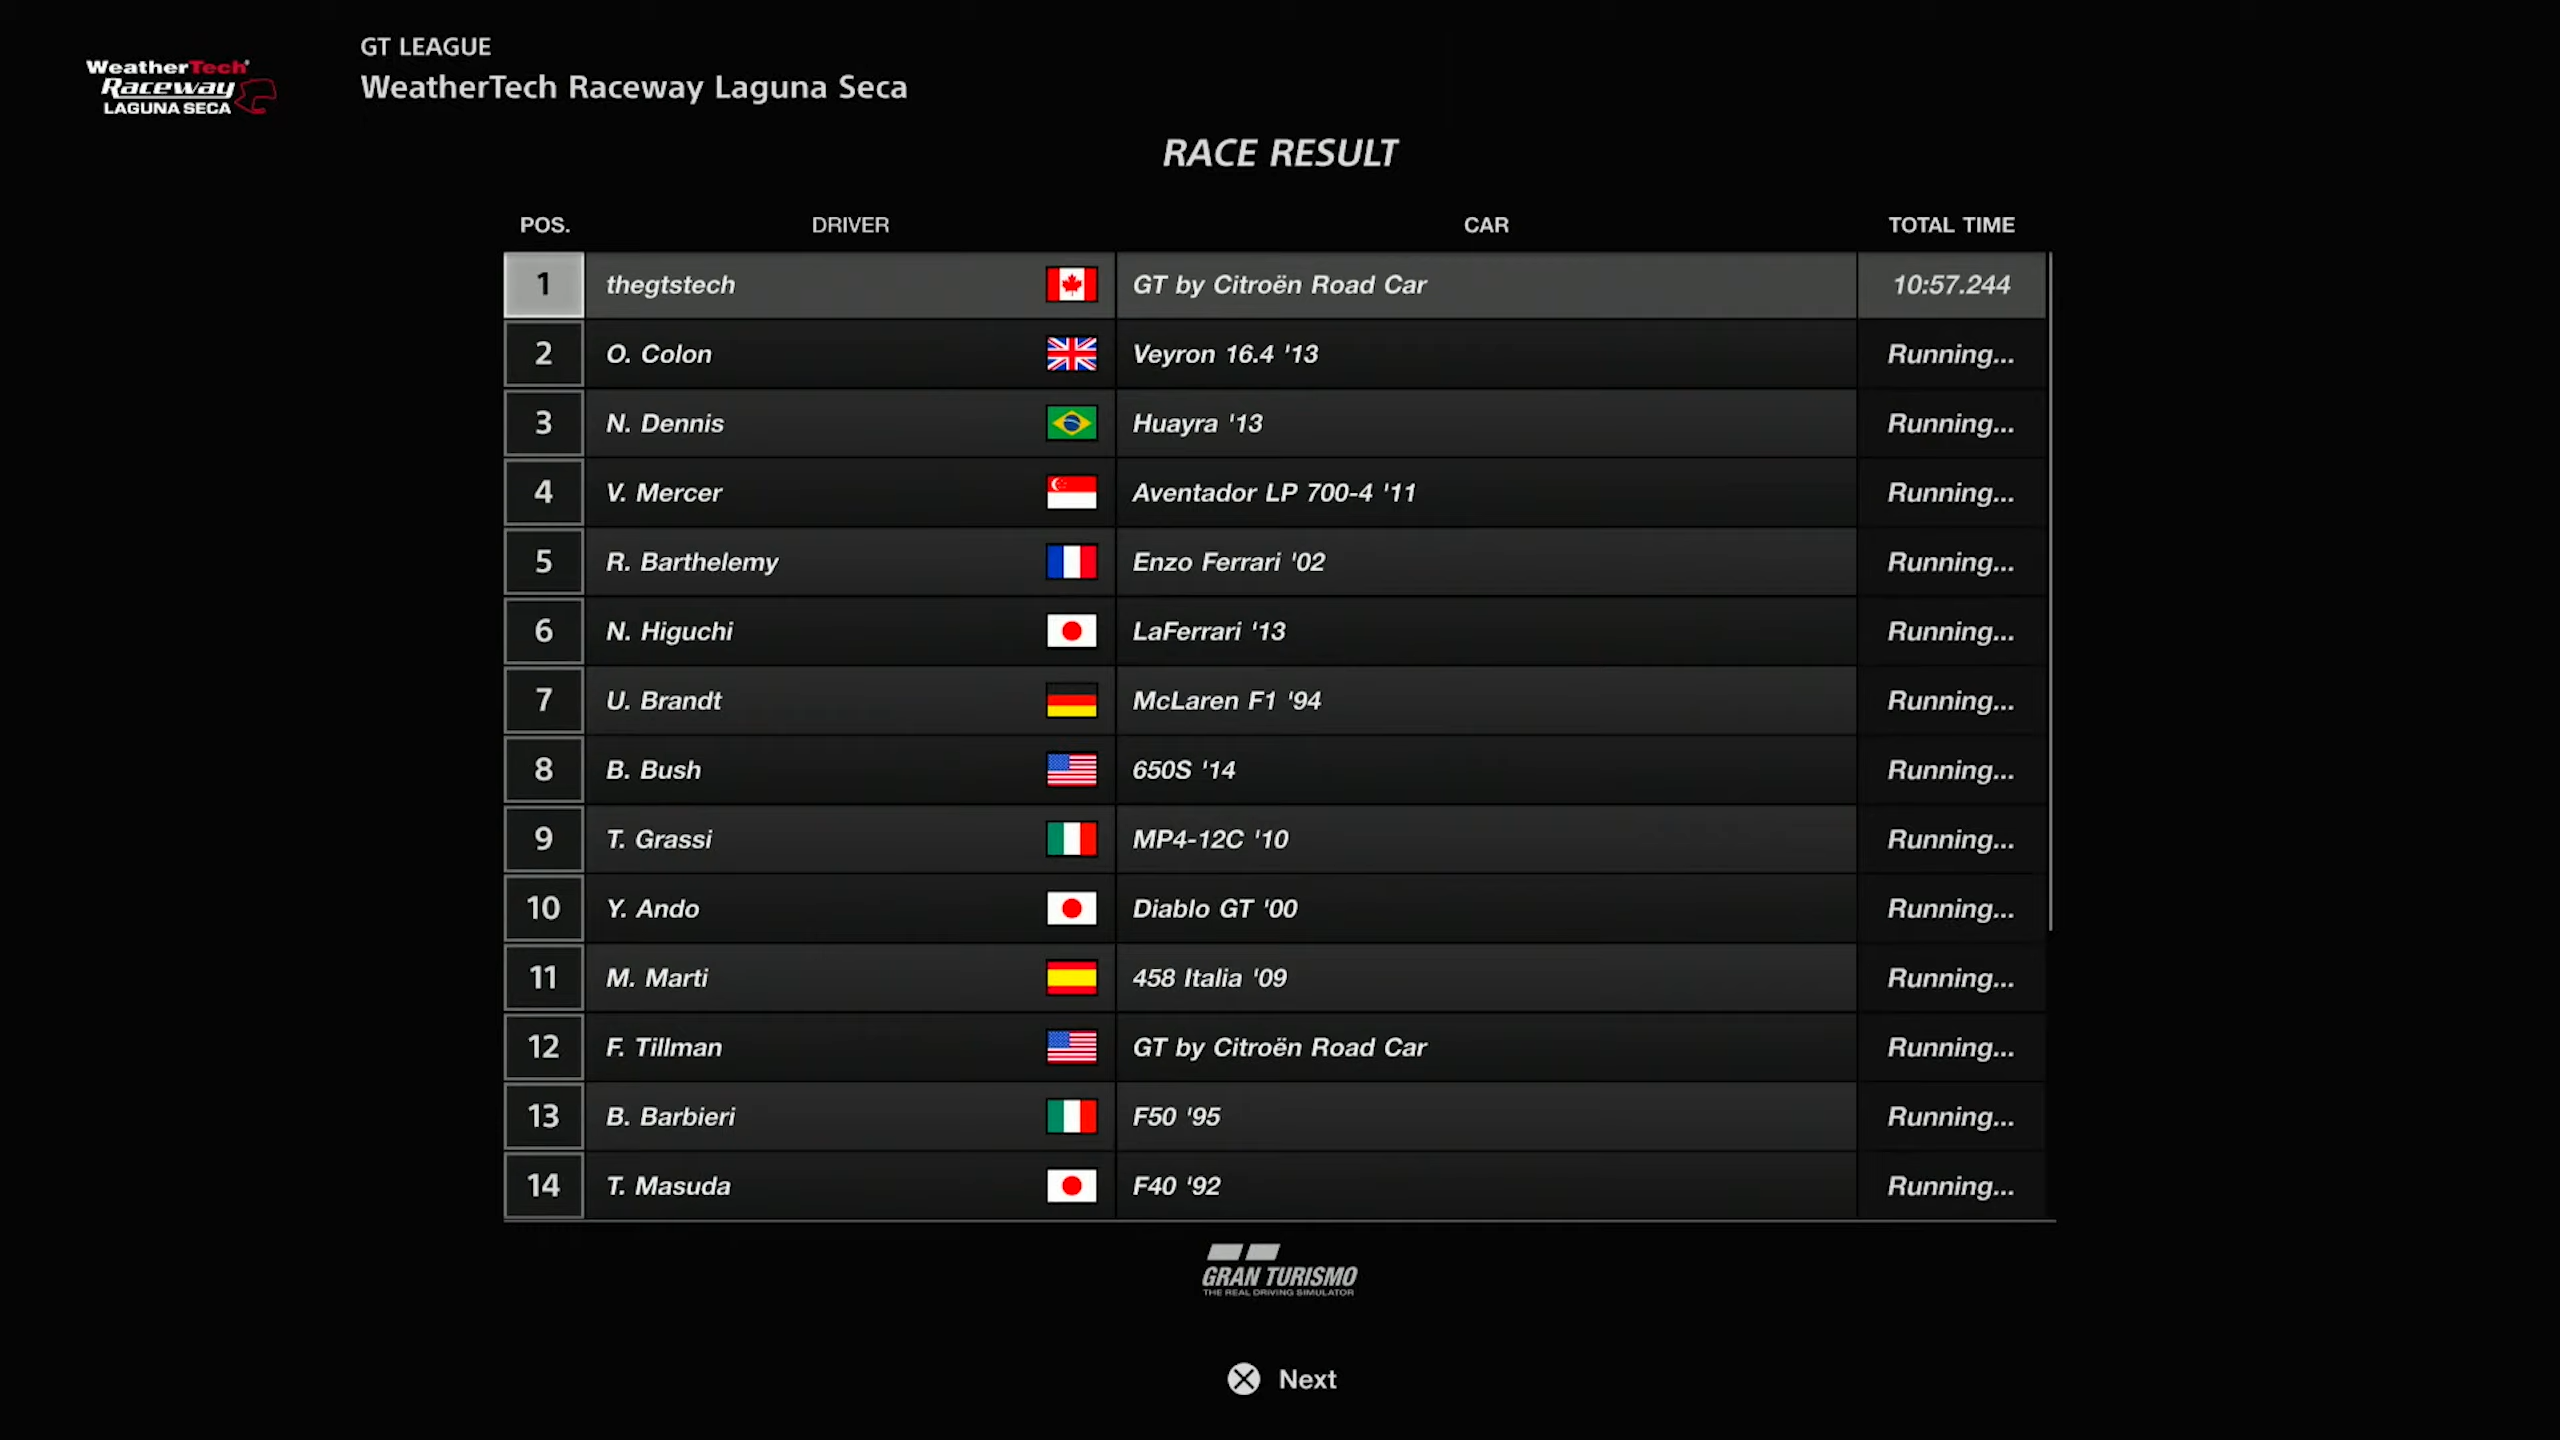 WeatherTech
Raceway
LAGUNA SECA
GT LEAGUE
WeatherTech Raceway Laguna Seca
RACE RESULT
POS. DRIVER CAR TOTAL TIME
1 thegtstech GT by Citroën Road Car 10:57.244
2 O. Colon Veyron 16.4 '13 Running...
3 N. Dennis Huayra '13 Running...
4 V. Mercer Aventador LP 700-4 '11 Running...
5 R. Barthelemy Enzo Ferrari '02 Running...
6 N. Higuchi LaFerrari '13 Running...
7 U. Brandt McLaren F1 '94 Running...
8 B. Bush 650S '14 Running...
9 T. Grassi MP4-12C '10 Running...
10 Y. Ando Diablo GT '00 Running...
11 M. Marti 458 Italia '09 Running...
12 F. Tillman GT by Citroën Road Car Running...
13 B. Barbieri F50 '95 Running...
14 T. Masuda F40 '92 Running...
GRAN TURISMO
THE REAL DRIVING SIMULATOR
Next